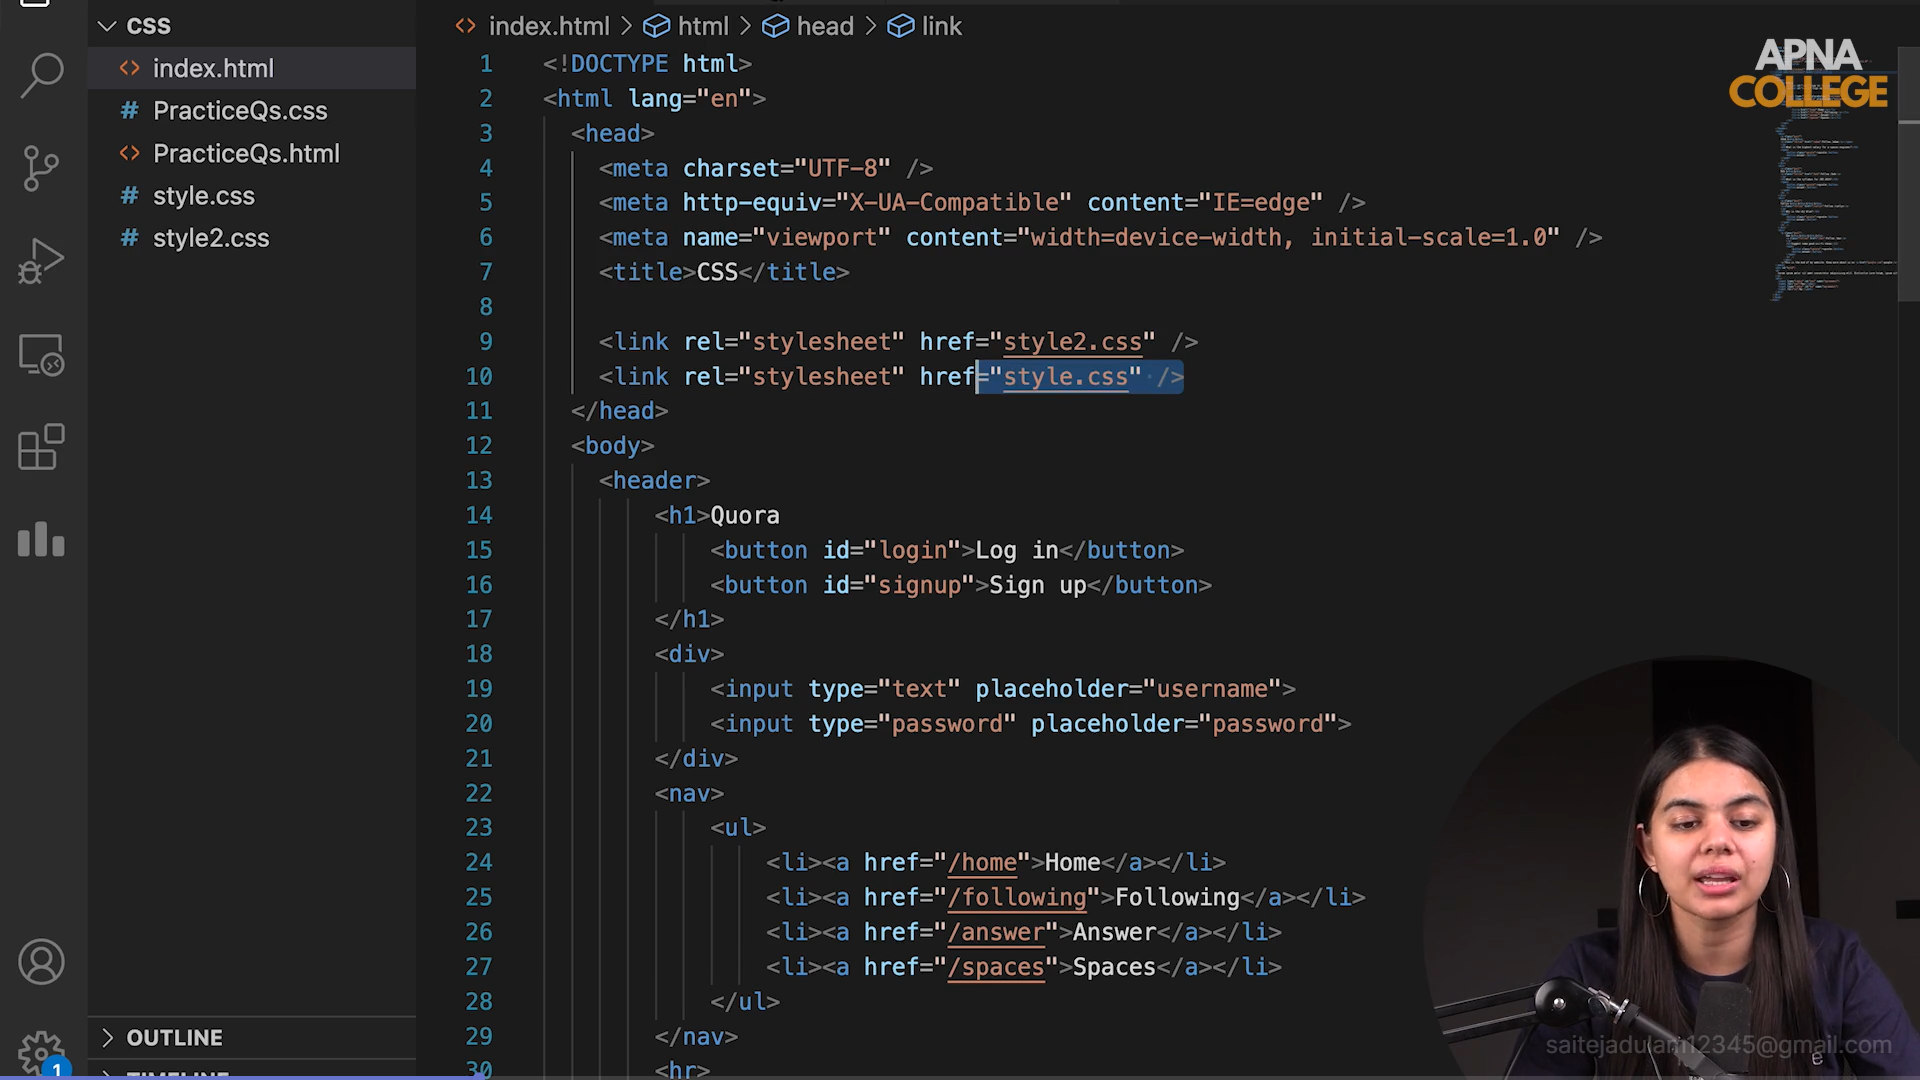 CSS
index.html
PracticeQs.css
PracticeQs.html
style.css
style2.css
OUTLINE
TIMELINE
1
index.html > html > head > link
1 <!DOCTYPE html>
2 <html lang="en">
3 <head>
4 <meta charset="UTF-8" />
5 <meta http-equiv="X-UA-Compatible" content="IE=edge" />
6 <meta name="viewport" content="width=device-width, initial-scale=1.0" />
7 <title>CSS</title>
8
9 <link rel="stylesheet" href="style2.css" />
10 <link rel="stylesheet" href="style.css" />
11 </head>
12 <body>
13 <header>
14 <h1>Quora
15 <button id="login">Log in</button>
16 <button id="signup">Sign up</button>
17 </h1>
18 <div>
19 <input type="text" placeholder="username">
20 <input type="password" placeholder="password">
21 </div>
22 <nav>
23 <ul>
24 <li><a href="/home">Home</a></li>
25 <li><a href="/following">Following</a></li>
26 <li><a href="/answer">Answer</a></li>
27 <li><a href="/spaces">Spaces</a></li>
28 </ul>
29 </nav>
30 <hr>
APNA
COLLEGE
saitejadulam12345@gmail.com